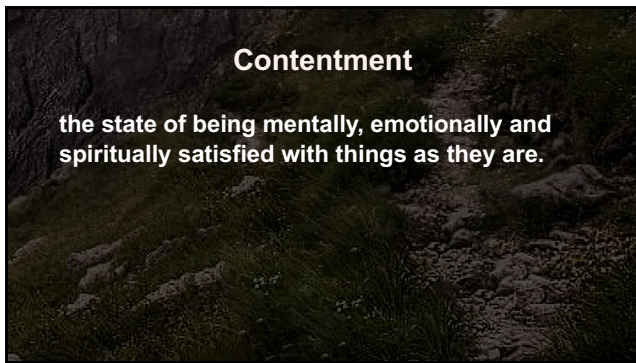 Contentment
the state of being mentally, emotionally and
spiritually satisfied with things as they are.